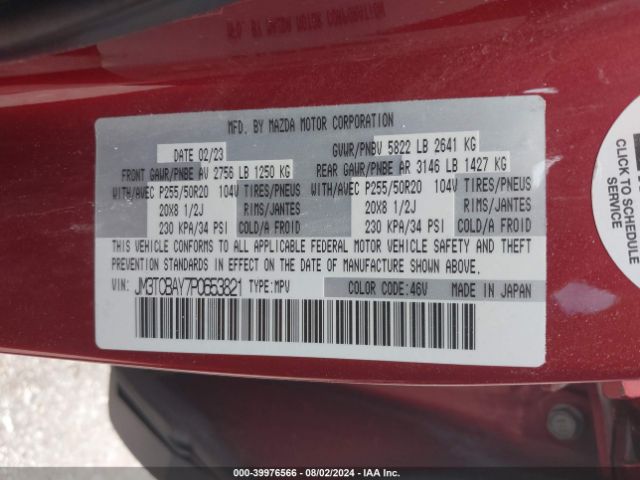 MFD. BY MAZDA MOTOR CORPORATION
DATE 02/23
GVWR/PNBV 5822 LB 2641 KG
FRONT GAWR/PNBE AV 2756 LB 1250 KG
REAR GAWR/PNBE AR 3146 LB 1427 KG
WITH/AVEC P255/50R20 104V TIRES/PNEUS
WITH/AVEC P255/50R20 104V TIRES/PNEUS
20X8 1/2J RIMS/JANTES
20X8 1/2J RIMS/JANTES
230 KPA/34 PSI COLD/A FROID
230 KPA/34 PSI COLD/A FROID
THIS VEHICLE CONFORMS TO ALL APPLICABLE FEDERAL MOTOR VEHICLE SAFETY AND THEFT
PREVENTION STANDARDS IN EFFECT ON THE DATE OF MANUFACTURE SHOWN ABOVE.
VIN: JM3TCBAY7P0653821 TYPE:MPV COLOR CODE:46V MADE IN JAPAN
CLICK TO SCHEDULE
000-39976566 - 08/02/2024 - IAA Inc.